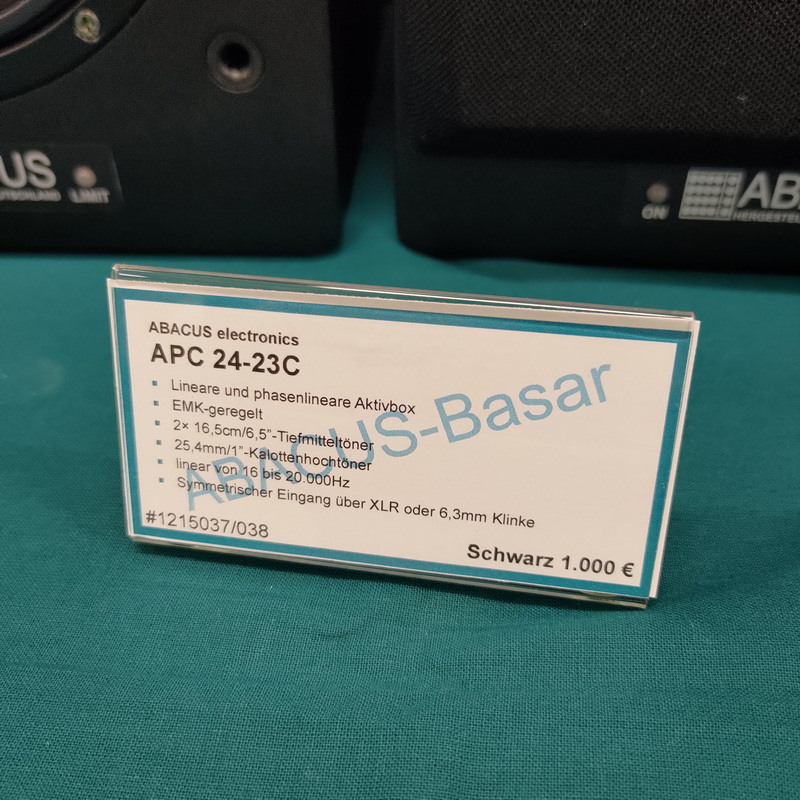 US
LIMIT
ON
ABA
ABACUS electronics
APC 24-23C
▪ Lineare und phasenlineare Aktivbox
▪ EMK-geregelt
▪ 2× 16,5cm/6,5"-Tiefmitteltöner
▪ 25,4mm/1"-Kalottenhochtöner
▪ linear von 16 bis 20.000Hz
▪ Symmetrischer Eingang über XLR oder 6,3mm Klinke
ABACUS-Basar
#1215037/038
Schwarz 1.000 €